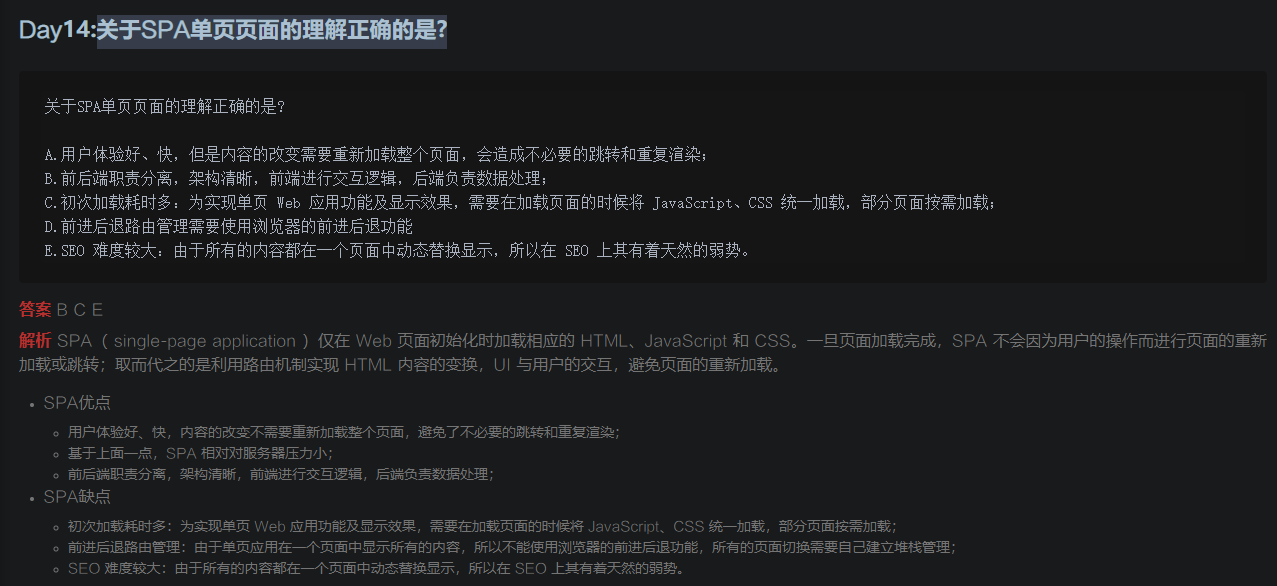 Day14:关于SPA单页页面的理解正确的是?
关于SPA单页页面的理解正确的是?
A.用户体验好、快,但是内容的改变需要重新加载整个页面,会造成不必要的跳转和重复渲染;
B.前后端职责分离,架构清晰,前端进行交互逻辑,后端负责数据处理;
C.初次加载耗时多:为实现单页 Web 应用功能及显示效果,需要在加载页面的时候将 JavaScript、CSS 统一加载,部分页面按需加载;
D.前进后退路由管理需要使用浏览器的前进后退功能
E.SEO 难度较大:由于所有的内容都在一个页面中动态替换显示,所以在 SEO 上其有着天然的弱势。
答案 B C E
解析 SPA（ single-page application ）仅在 Web 页面初始化时加载相应的 HTML、JavaScript 和 CSS。一旦页面加载完成,SPA 不会因为用户的操作而进行页面的重新
加载或跳转;取而代之的是利用路由机制实现 HTML 内容的变换,UI 与用户的交互,避免页面的重新加载。
• SPA优点
◦ 用户体验好、快,内容的改变不需要重新加载整个页面,避免了不必要的跳转和重复渲染;
◦ 基于上面一点,SPA 相对对服务器压力小;
◦ 前后端职责分离,架构清晰,前端进行交互逻辑,后端负责数据处理;
• SPA缺点
◦ 初次加载耗时多:为实现单页 Web 应用功能及显示效果,需要在加载页面的时候将 JavaScript、CSS 统一加载,部分页面按需加载;
◦ 前进后退路由管理:由于单页应用在一个页面中显示所有的内容,所以不能使用浏览器的前进后退功能,所有的页面切换需要自己建立堆栈管理;
◦ SEO 难度较大:由于所有的内容都在一个页面中动态替换显示,所以在 SEO 上其有着天然的弱势。